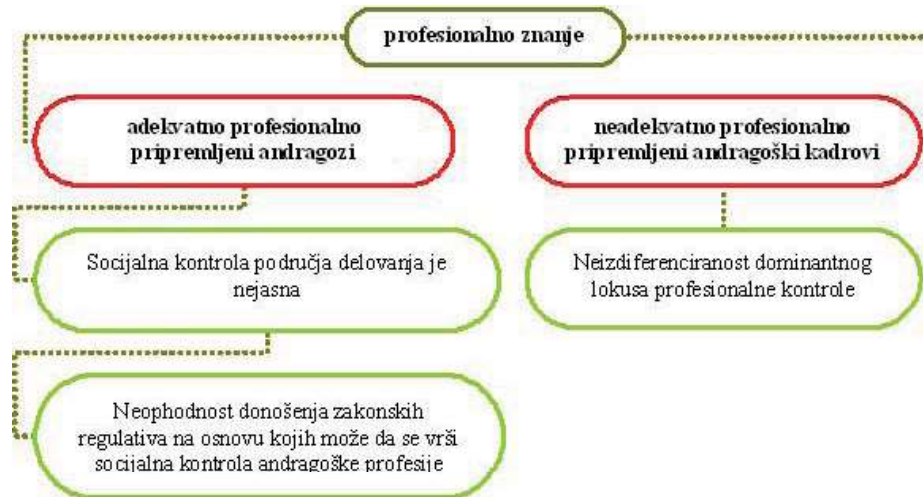 profesionalno znanje
adekvatno profesionalno
pripremljeni andragozi
neadekvatno profesionalno
pripremljeni andragoški kadrovi
Socijalna kontrola područja delovanja je
nejasna
Neizdiferenciranost dominantnog
lokusa profesionalne kontrole
Neophodnost donošenja zakonskih
regulativa na osnovu kojih može da se vrši
socijalna kontrola andragoške profesije